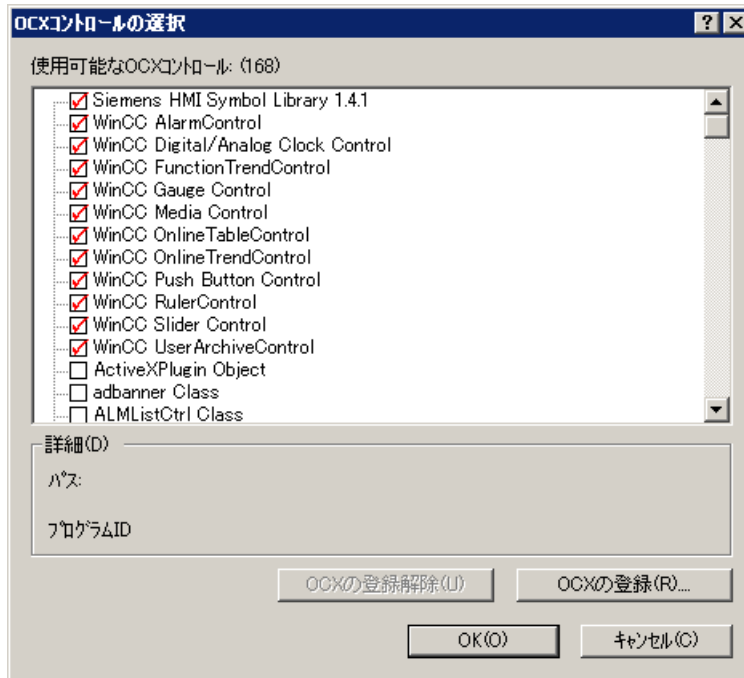 OCXコントロールの選択
使用可能なOCXコントロール: (168)
Siemens HMI Symbol Library 1.4.1
WinCC AlarmControl
WinCC Digital/Analog Clock Control
WinCC FunctionTrendControl
WinCC Gauge Control
WinCC Media Control
WinCC OnlineTableControl
WinCC OnlineTrendControl
WinCC Push Button Control
WinCC RulerControl
WinCC Slider Control
WinCC UserArchiveControl
ActiveXPlugin Object
adbanner Class
ALMListCtrl Class
詳細(D)
パス:
プログラムID
OCXの登録解除(U) OCXの登録(R)...
OK(O) キャンセル(C)